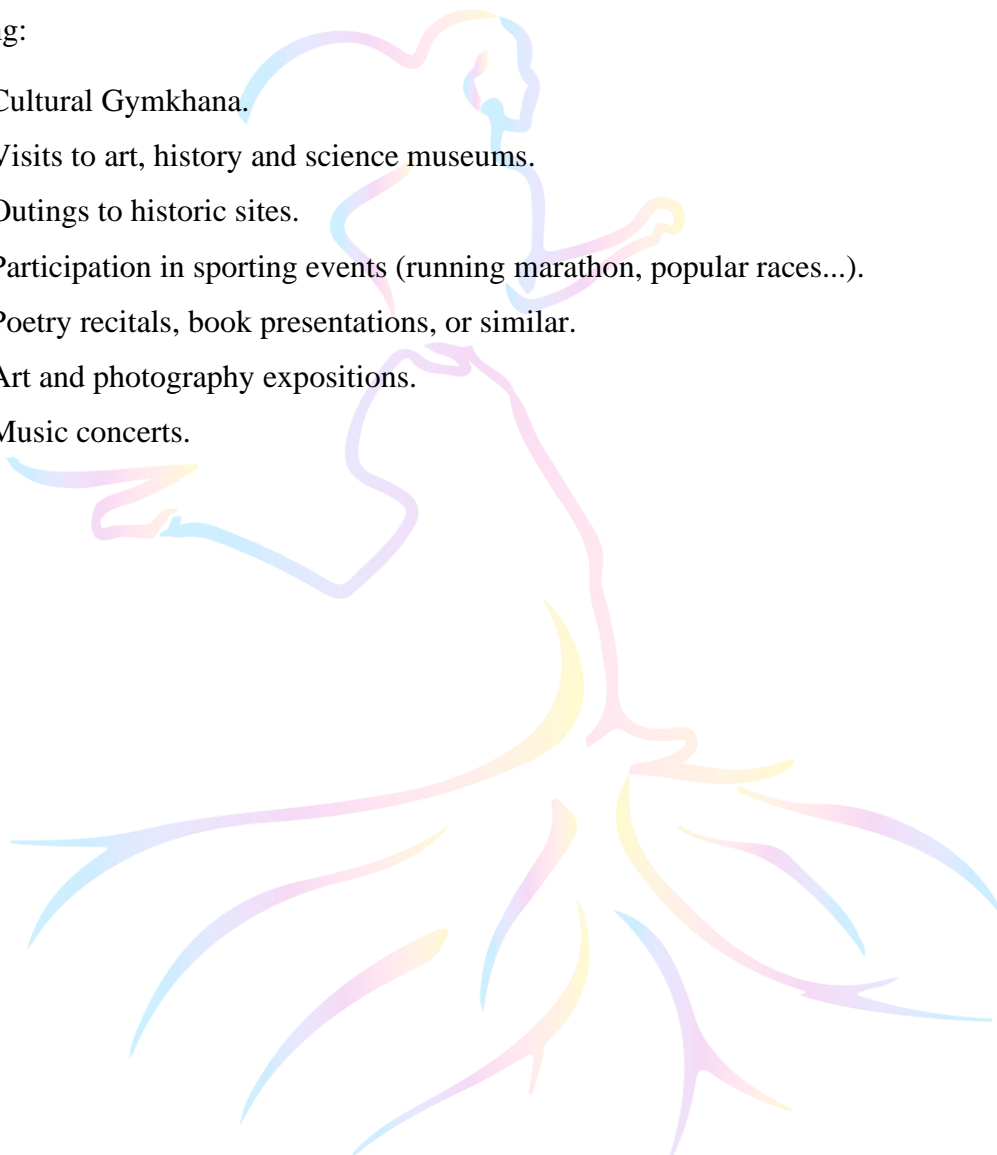 ng:
Cultural Gymkhana.
Visits to art, history and science museums.
Outings to historic sites.
Participation in sporting events (running marathon, popular races...).
Poetry recitals, book presentations, or similar.
Art and photography expositions.
Music concerts.